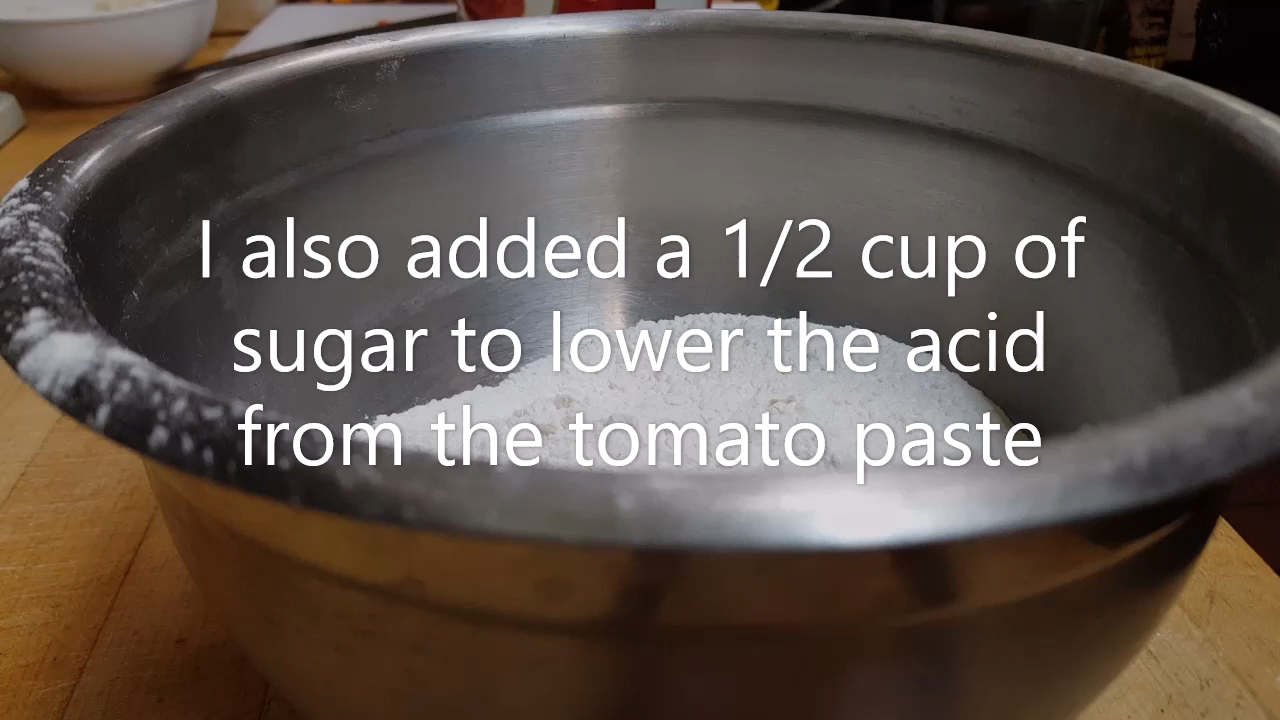 I also added a 1/2 cup of
sugar to lower the acid
from the tomato paste